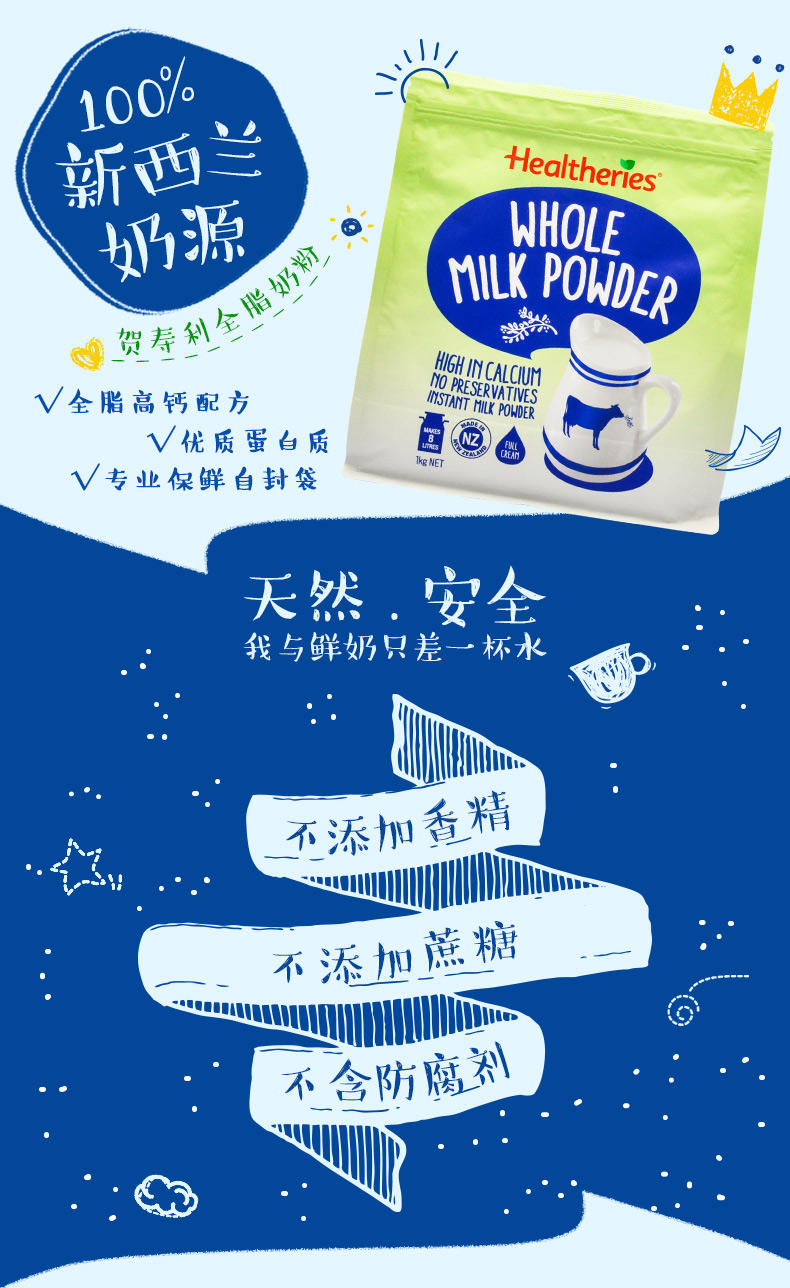 100%
新西兰
奶源
贺寿利全脂奶粉
√全脂高钙配方
√优质蛋白质
√专业保鲜自封袋
Healtheries®
WHOLE
MILK POWDER
HIGH IN CALCIUM
NO PRESERVATIVES
INSTANT MILK POWDER
MAKES
8
LITRES
MADE IN
NZ
NEW ZEALAND
FULL
CREAM
1kg NET
天然.安全
我与鲜奶只差一杯水
不添加香精
不添加蔗糖
不含防腐剂